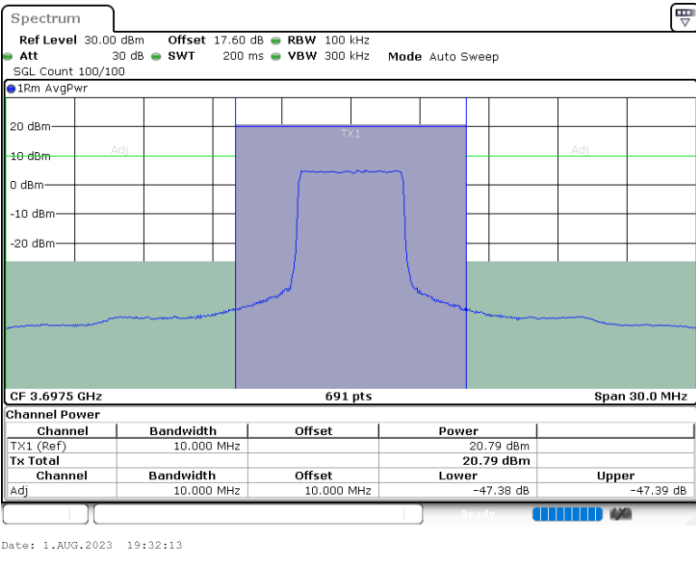 Spectrum
Ref Level 30.00 dBm Offset 17.60 dB RBW 100 kHz
Att 30 dB SWT 200 ms VBW 300 kHz Mode Auto Sweep
SGL Count 100/100
1Rm AvgPwr
20 dBm
TX1
Adj Adj
10 dBm
0 dBm
-10 dBm
-20 dBm
CF 3.6975 GHz 691 pts Span 30.0 MHz
Channel Power
Channel Bandwidth Offset Power
TX1 (Ref) 10.000 MHz 20.79 dBm
Tx Total 20.79 dBm
Channel Bandwidth Offset Lower Upper
Adj 10.000 MHz 10.000 MHz -47.38 dB -47.39 dB
Ready
Date: 1.AUG.2023 19:32:13